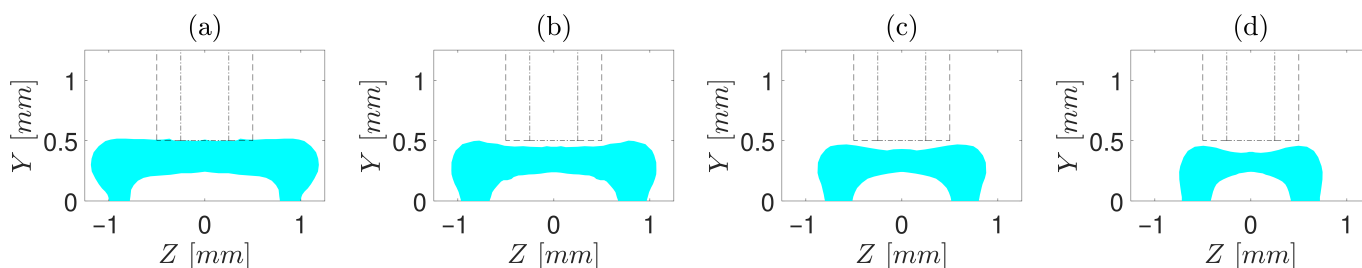 (a) (b) (c) (d)
1 1 1 1
Y [mm] Y [mm] Y [mm] Y [mm]
0.5 0.5 0.5 0.5
0 0 0 0
−1 0 1 −1 0 1 −1 0 1 −1 0 1
Z [mm] Z [mm] Z [mm] Z [mm]